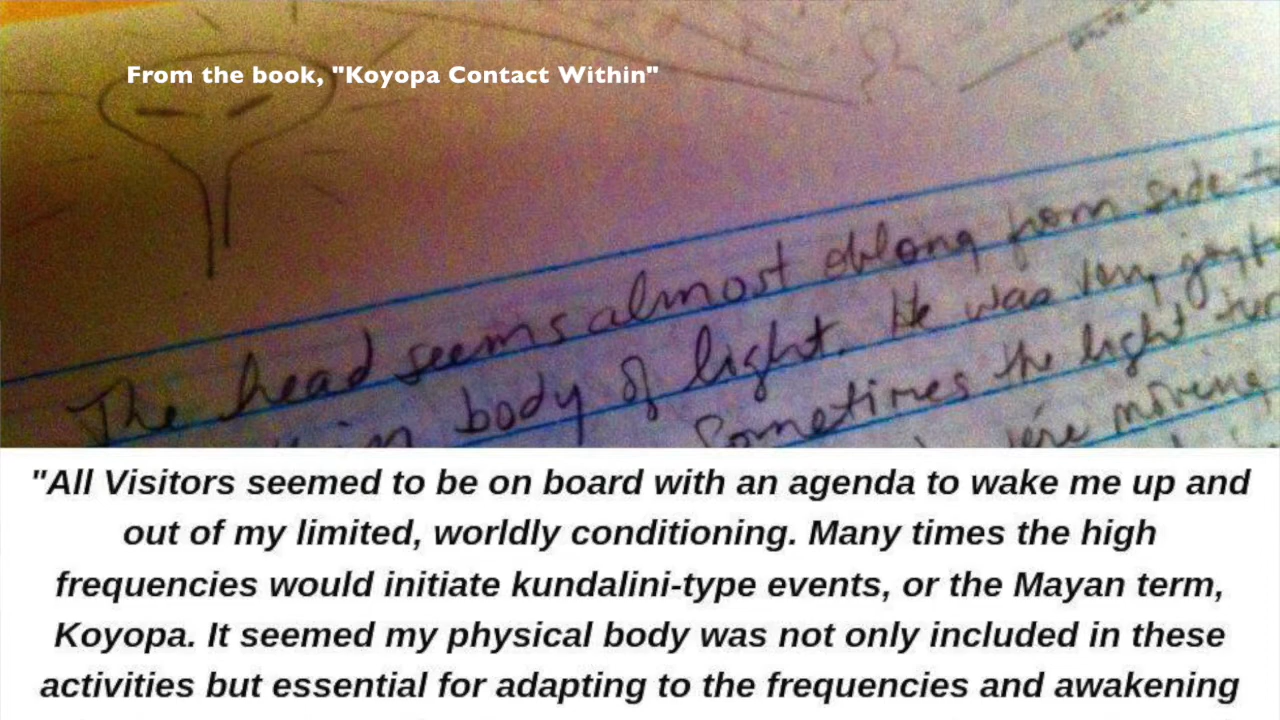 From the book, "Koyopa Contact Within"
The head seems almost oblong from side to
body of light. He was very
Sometimes the light
were moving
"All Visitors seemed to be on board with an agenda to wake me up and
out of my limited, worldly conditioning. Many times the high
frequencies would initiate kundalini-type events, or the Mayan term,
Koyopa. It seemed my physical body was not only included in these
activities but essential for adapting to the frequencies and awakening